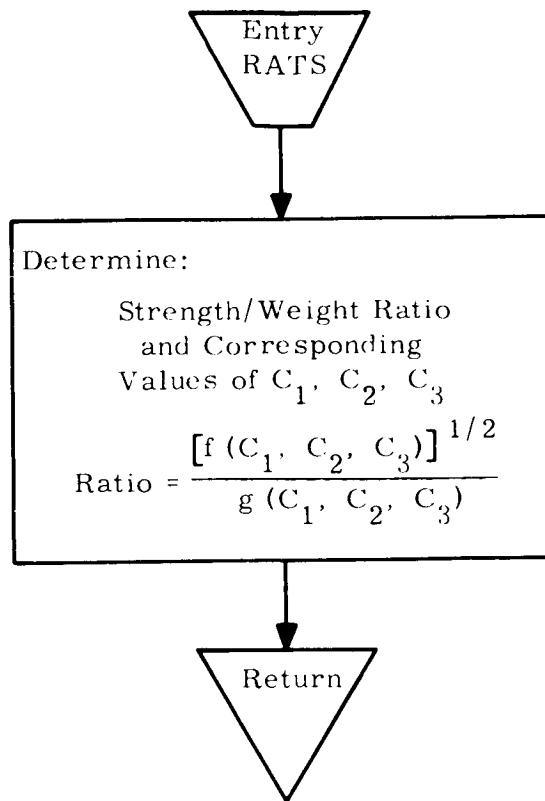 Entry
RATS
Determine:
Strength/Weight Ratio
and Corresponding
Values of C₁, C₂, C₃
Ratio = [f (C₁, C₂, C₃)]^1/2 / g (C₁, C₂, C₃)
Return